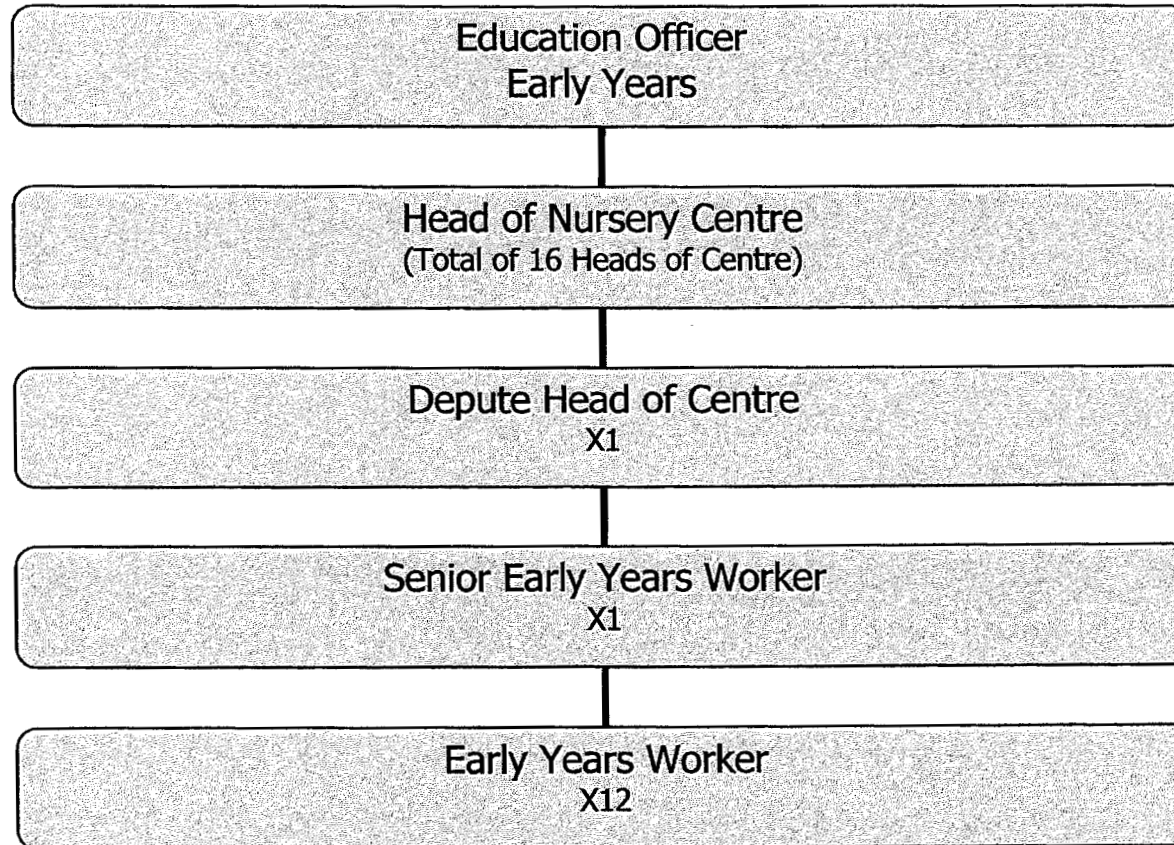 Education Officer
Early Years
Head of Nursery Centre
(Total of 16 Heads of Centre)
Depute Head of Centre
X1
Senior Early Years Worker
X1
Early Years Worker
X12